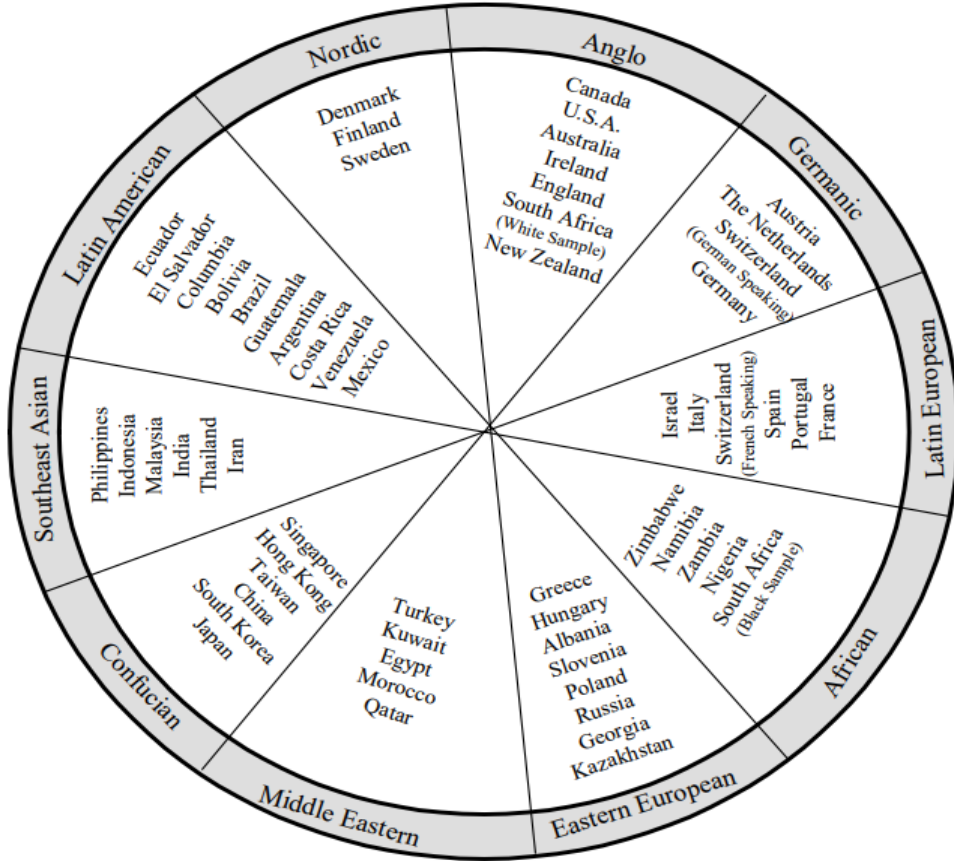 Nordic
Denmark
Finland
Sweden
Anglo
Canada
U.S.A.
Australia
Ireland
England
South Africa
(White Sample)
New Zealand
Germanic
Austria
The Netherlands
Switzerland
(German Speaking)
Germany
Latin European
Israel
Italy
Switzerland
(French Speaking)
Spain
Portugal
France
African
Zimbabwe
Namibia
Zambia
Nigeria
South Africa
(Black Sample)
Eastern European
Greece
Hungary
Albania
Slovenia
Poland
Russia
Georgia
Kazakhstan
Middle Eastern
Turkey
Kuwait
Egypt
Morocco
Qatar
Confucian
Singapore
Hong Kong
Taiwan
China
South Korea
Japan
Southeast Asian
Philippines
Indonesia
Malaysia
India
Thailand
Iran
Latin American
Ecuador
El Salvador
Columbia
Bolivia
Brazil
Guatemala
Argentina
Costa Rica
Venezuela
Mexico